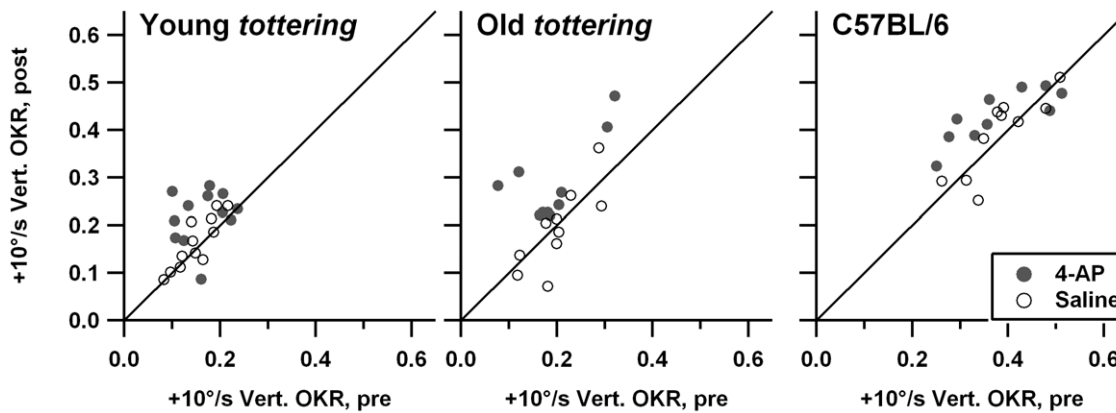 Young tottering
Old tottering
C57BL/6
+10°/s Vert. OKR, post
0.6
0.5
0.4
0.3
0.2
0.1
0.0
0.0 0.2 0.4 0.6
0.0 0.2 0.4 0.6
0.0 0.2 0.4 0.6
+10°/s Vert. OKR, pre
+10°/s Vert. OKR, pre
+10°/s Vert. OKR, pre
4-AP
Saline